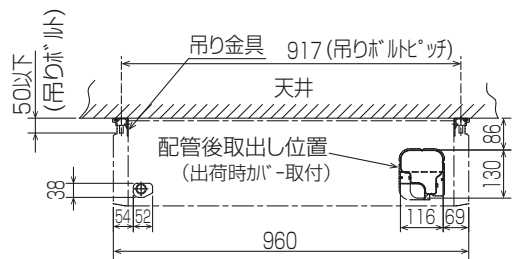 吊り金具
917(吊りボルトピッチ)
50以下
(吊りボルト)
天井
86
配管後取出し位置
(出荷時カバー取付)
130
38
54
52
116
69
960